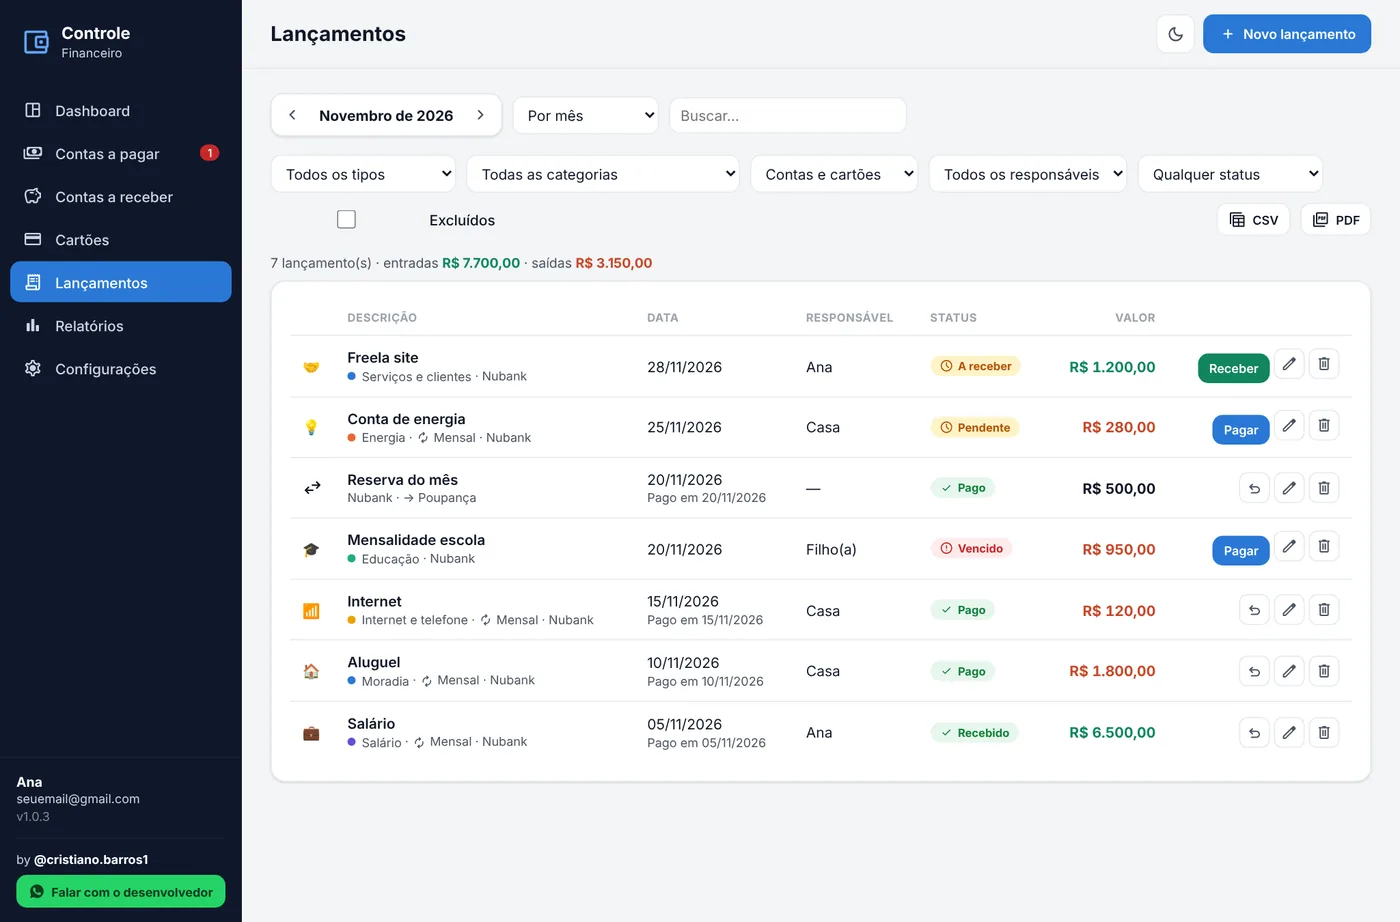 Controle
Financeiro
Dashboard
Contas a pagar 1
Contas a receber
Cartões
Lançamentos
Relatórios
Configurações
Ana
seuemail@gmail.com
v1.0.3
by @cristiano.barros1
Falar com o desenvolvedor
Lançamentos
+ Novo lançamento
Novembro de 2026 Por mês Buscar...
Todos os tipos Todas as categorias Contas e cartões Todos os responsáveis Qualquer status
Excluídos CSV PDF
7 lançamento(s) · entradas R$ 7.700,00 · saídas R$ 3.150,00
DESCRIÇÃO DATA RESPONSÁVEL STATUS VALOR
Freela site
Serviços e clientes · Nubank
28/11/2026 Ana A receber R$ 1.200,00 Receber
Conta de energia
Energia · Mensal · Nubank
25/11/2026 Casa Pendente R$ 280,00 Pagar
Reserva do mês
Nubank · → Poupança
20/11/2026
Pago em 20/11/2026
— Pago R$ 500,00
Mensalidade escola
Educação · Nubank
20/11/2026 Filho(a) Vencido R$ 950,00 Pagar
Internet
Internet e telefone · Mensal · Nubank
15/11/2026
Pago em 15/11/2026
Casa Pago R$ 120,00
Aluguel
Moradia · Mensal · Nubank
10/11/2026
Pago em 10/11/2026
Casa Pago R$ 1.800,00
Salário
Salário · Mensal · Nubank
05/11/2026
Pago em 05/11/2026
Ana Recebido R$ 6.500,00